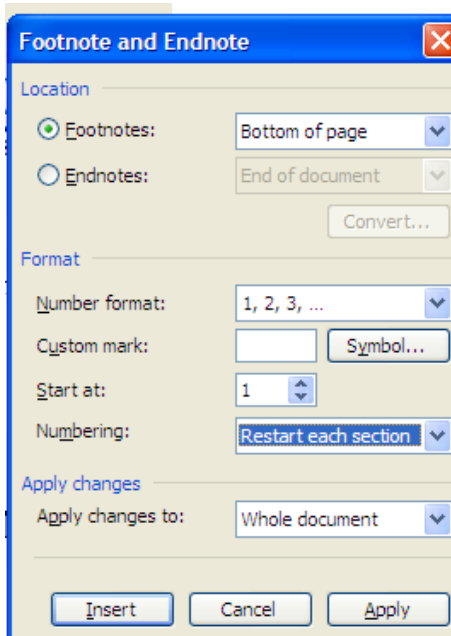 Footnote and Endnote
Location
Footnotes: Bottom of page
Endnotes: End of document
Convert...
Format
Number format: 1, 2, 3, ...
Custom mark: Symbol...
Start at: 1
Numbering: Restart each section
Apply changes
Apply changes to: Whole document
Insert Cancel Apply